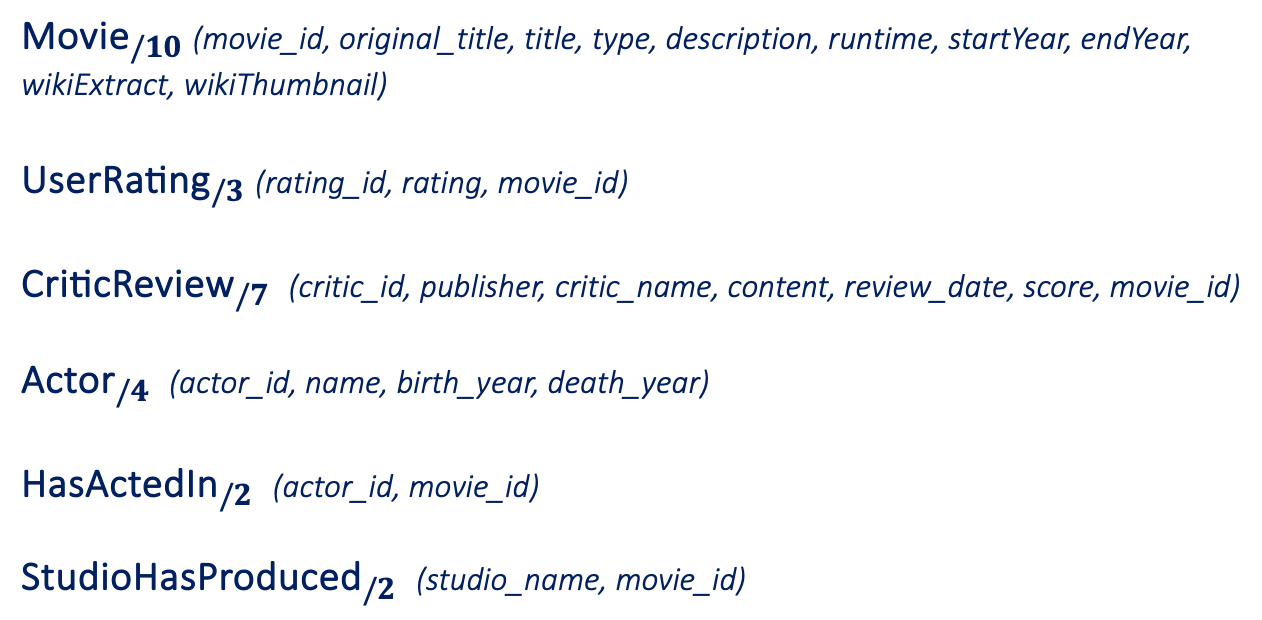 Movie/10 (movie_id, original_title, title, type, description, runtime, startYear, endYear,
wikiExtract, wikiThumbnail)
UserRating/3 (rating_id, rating, movie_id)
CriticReview/7 (critic_id, publisher, critic_name, content, review_date, score, movie_id)
Actor/4 (actor_id, name, birth_year, death_year)
HasActedIn/2 (actor_id, movie_id)
StudioHasProduced/2 (studio_name, movie_id)